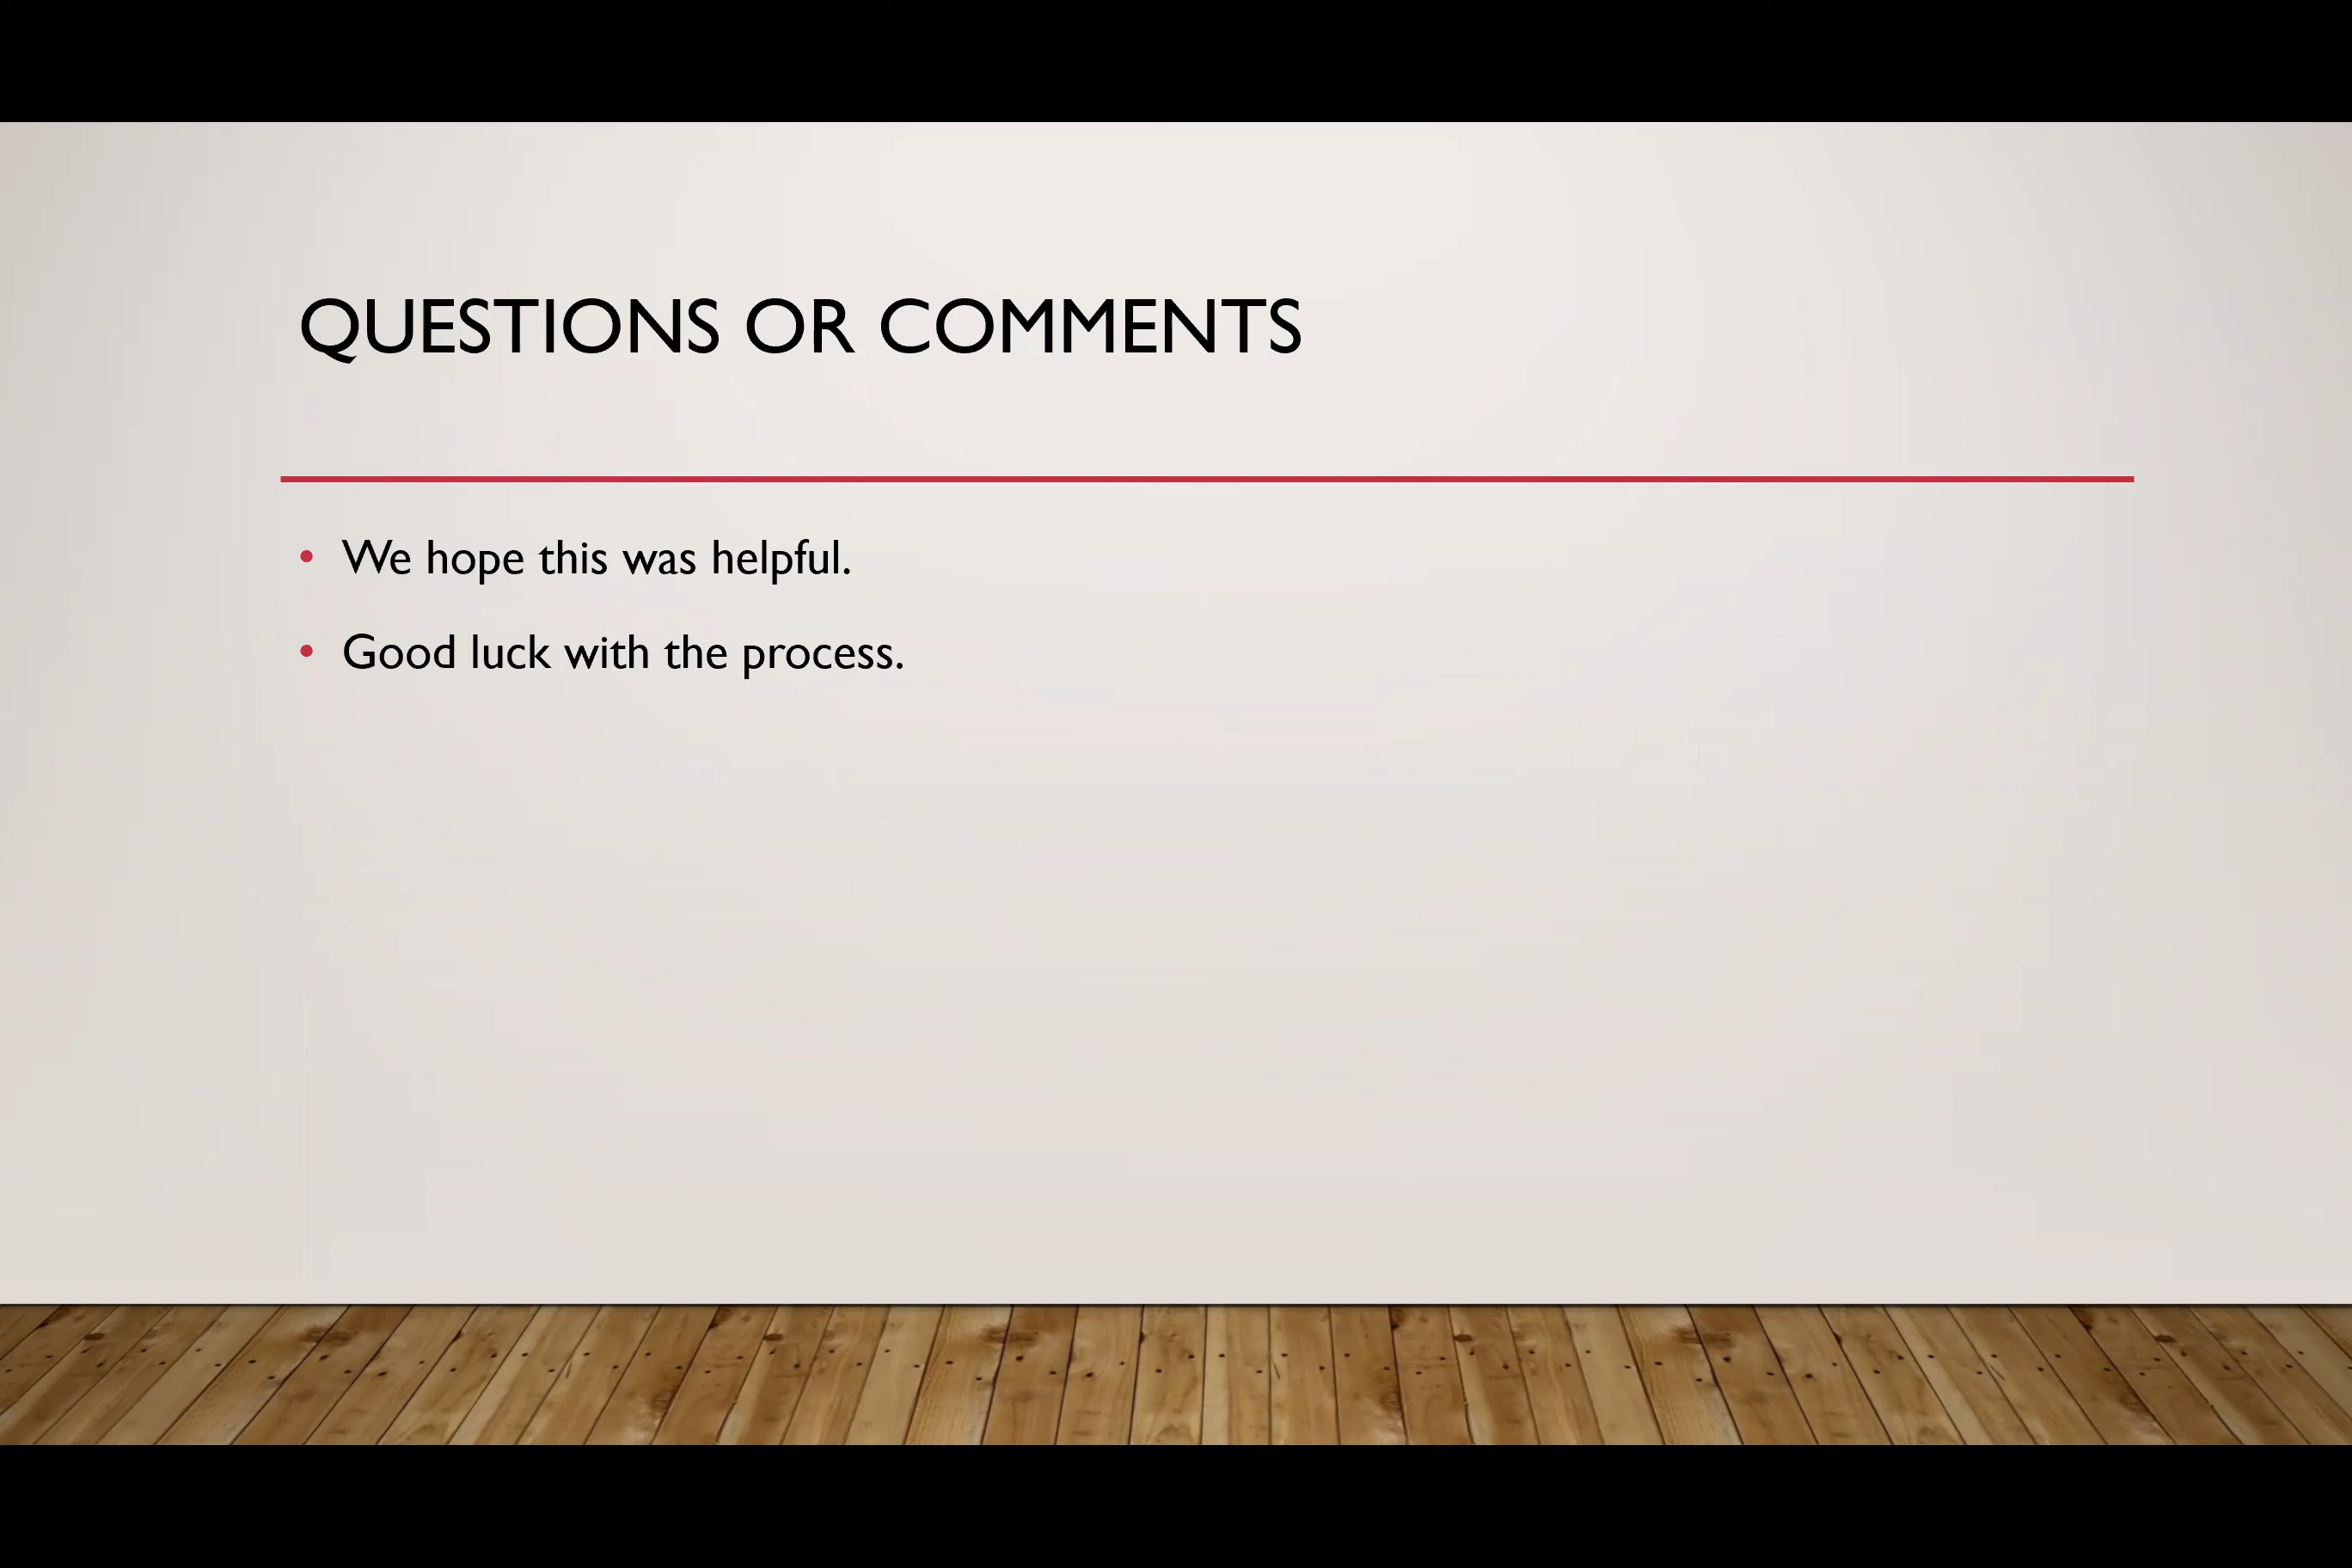 QUESTIONS OR COMMENTS
• We hope this was helpful.
• Good luck with the process.